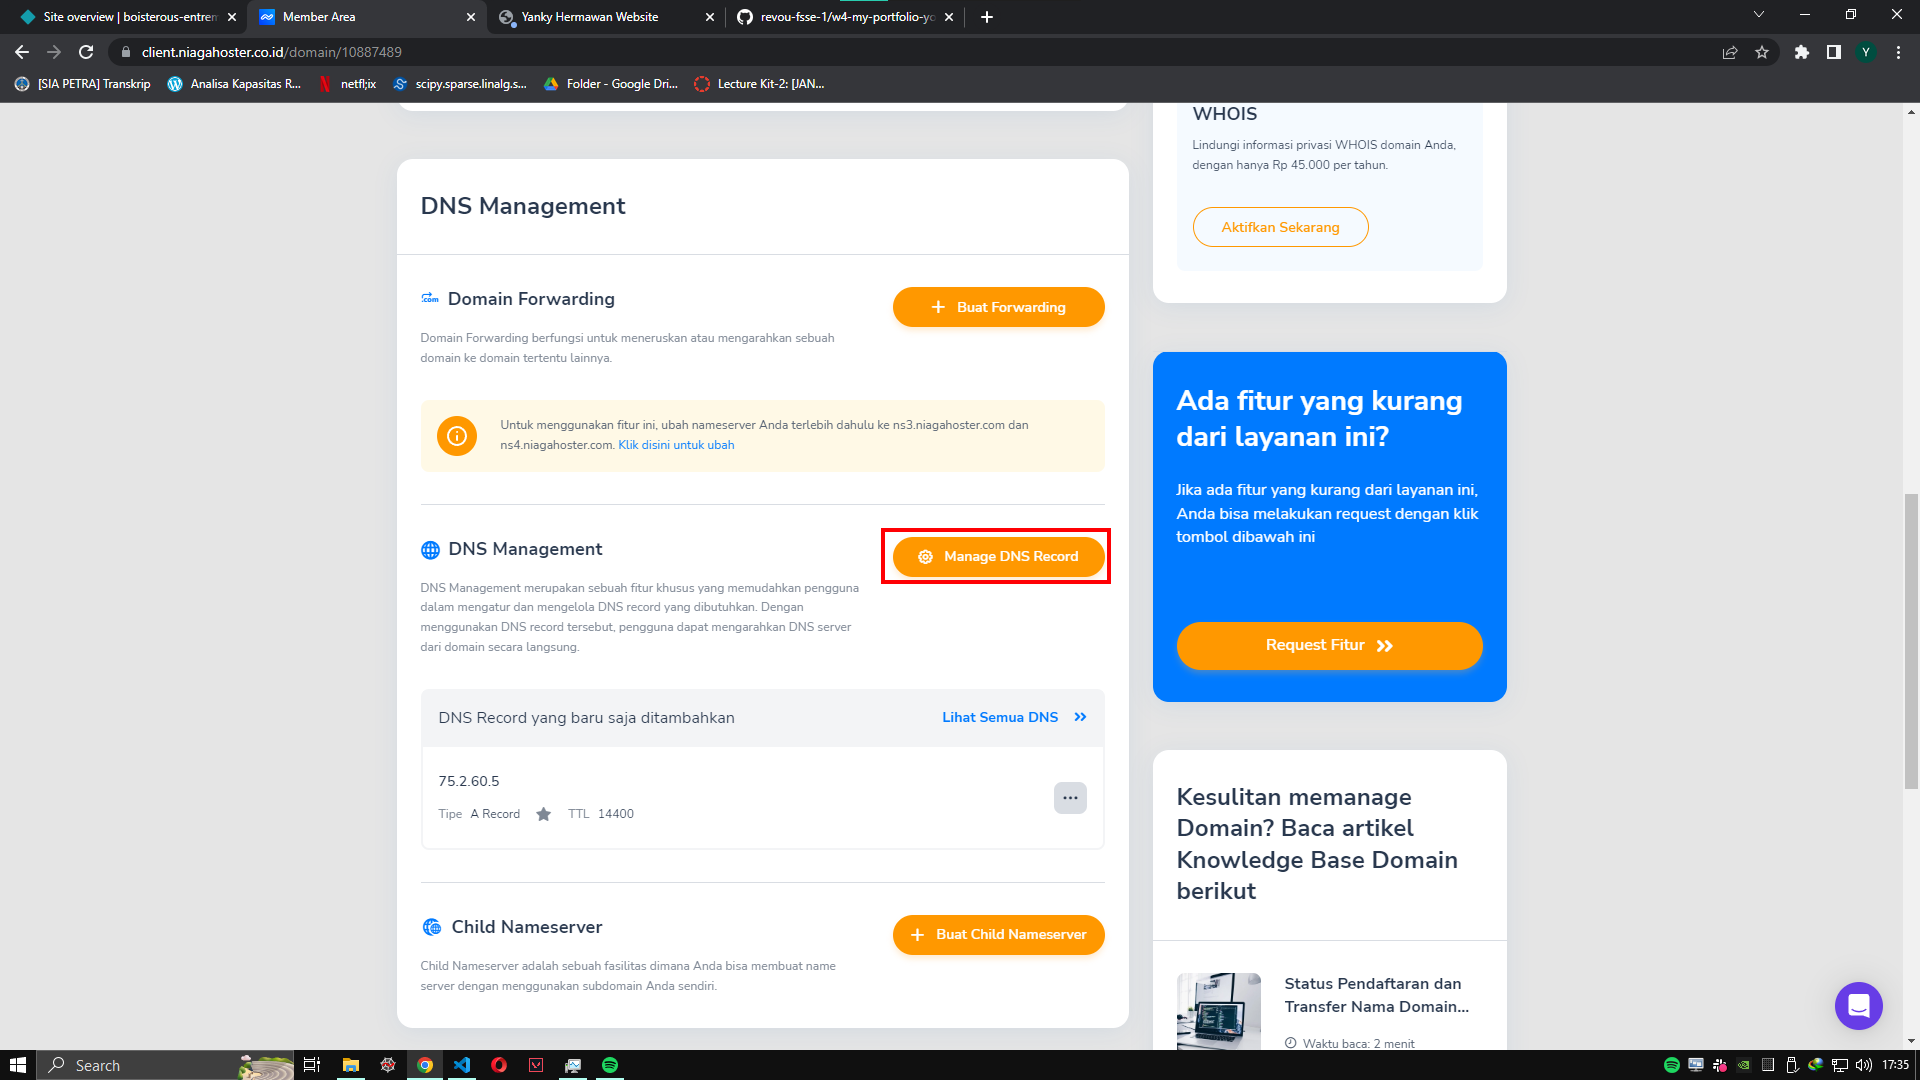 Site overview | boisterous-entrem
Member Area
Yanky Hermawan Website
revou-fsse-1/w4-my-portfolio-yo
client.niagahoster.co.id/domain/10887489
Y
[SIA PETRA] Transkrip
Analisa Kapasitas R...
netfl;ix
scipy.sparse.linalg.s...
Folder - Google Dri...
Lecture Kit-2: [JAN...
DNS Management
.com
Domain Forwarding
Buat Forwarding
Domain Forwarding berfungsi untuk meneruskan atau mengarahkan sebuah
domain ke domain tertentu lainnya.
Untuk menggunakan fitur ini, ubah nameserver Anda terlebih dahulu ke ns3.niagahoster.com dan
ns4.niagahoster.com. Klik disini untuk ubah
DNS Management
Manage DNS Record
DNS Management merupakan sebuah fitur khusus yang memudahkan pengguna
dalam mengatur dan mengelola DNS record yang dibutuhkan. Dengan
menggunakan DNS record tersebut, pengguna dapat mengarahkan DNS server
dari domain secara langsung.
DNS Record yang baru saja ditambahkan
Lihat Semua DNS
75.2.60.5
Tipe A Record TTL 14400
Child Nameserver
Buat Child Nameserver
Child Nameserver adalah sebuah fasilitas dimana Anda bisa membuat name
server dengan menggunakan subdomain Anda sendiri.
WHOIS
Lindungi informasi privasi WHOIS domain Anda,
dengan hanya Rp 45.000 per tahun.
Aktifkan Sekarang
Ada fitur yang kurang
dari layanan ini?
Jika ada fitur yang kurang dari layanan ini,
Anda bisa melakukan request dengan klik
tombol dibawah ini
Request Fitur
Kesulitan memanage
Domain? Baca artikel
Knowledge Base Domain
berikut
Status Pendaftaran dan
Transfer Nama Domain...
Waktu baca: 2 menit
Search
17:35